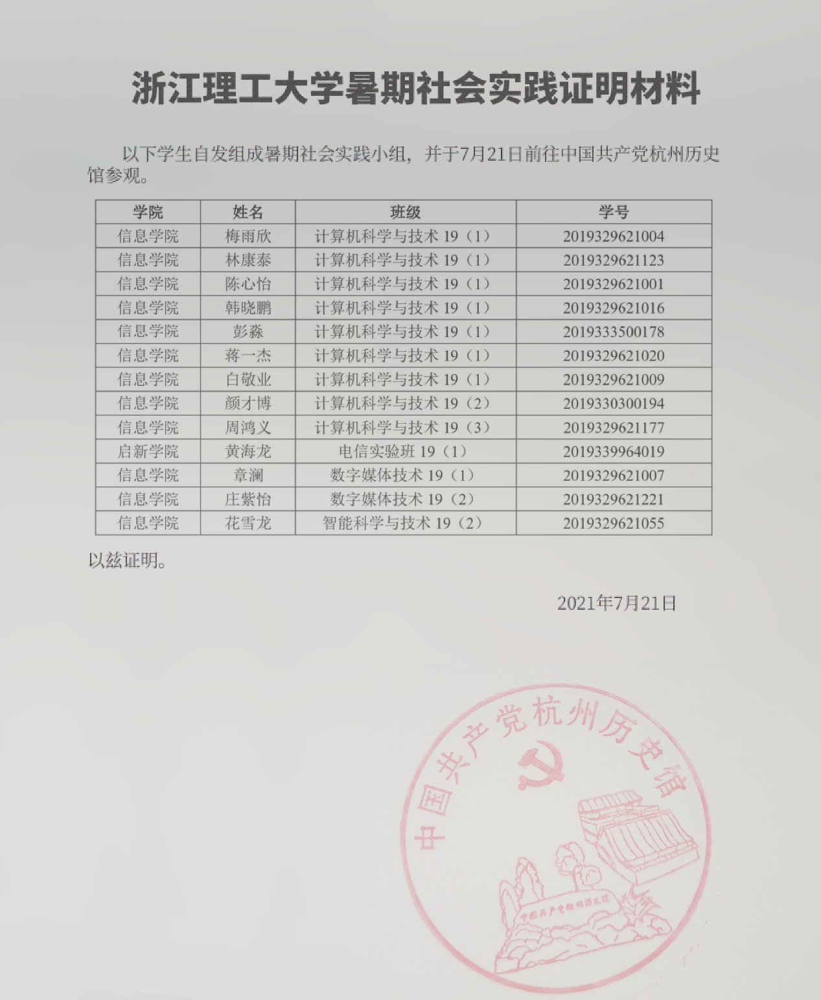 浙江理工大学暑期社会实践证明材料
以下学生自发组成暑期社会实践小组，并于7月21日前往中国共产党杭州历史
馆参观。
学院 姓名 班级 学号
信息学院 梅雨欣 计算机科学与技术 19（1） 2019329621004
信息学院 林康泰 计算机科学与技术 19（1） 2019329621123
信息学院 陈心怡 计算机科学与技术 19（1） 2019329621001
信息学院 韩晓鹏 计算机科学与技术 19（1） 2019329621016
信息学院 彭淼 计算机科学与技术 19（1） 2019333500178
信息学院 蒋一杰 计算机科学与技术 19（1） 2019329621020
信息学院 白敬业 计算机科学与技术 19（1） 2019329621009
信息学院 颜才博 计算机科学与技术 19（2） 2019330300194
信息学院 周鸿义 计算机科学与技术 19（3） 2019329621177
启新学院 黄海龙 电信实验班 19（1） 2019339964019
信息学院 章澜 数字媒体技术 19（1） 2019329621007
信息学院 庄紫怡 数字媒体技术 19（2） 2019329621221
信息学院 花雪龙 智能科学与技术 19（2） 2019329621055
以兹证明。
2021年7月21日
中国共产党杭州历史馆
中国共产党杭州历史馆